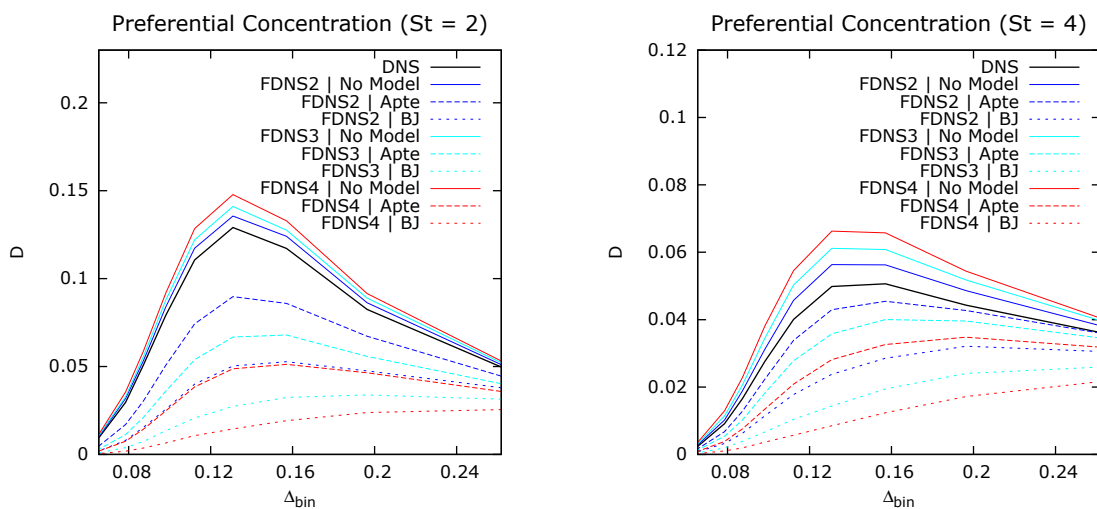 Preferential Concentration (St = 2)
0.2
0.15
0.1
0.05
0
D
DNS
FDNS2 | No Model
FDNS2 | Apte
FDNS2 | BJ
FDNS3 | No Model
FDNS3 | Apte
FDNS3 | BJ
FDNS4 | No Model
FDNS4 | Apte
FDNS4 | BJ
0.08 0.12 0.16 0.2 0.24
Δbin
Preferential Concentration (St = 4)
0.12
0.1
0.08
0.06
0.04
0.02
0
D
DNS
FDNS2 | No Model
FDNS2 | Apte
FDNS2 | BJ
FDNS3 | No Model
FDNS3 | Apte
FDNS3 | BJ
FDNS4 | No Model
FDNS4 | Apte
FDNS4 | BJ
0.08 0.12 0.16 0.2 0.24
Δbin